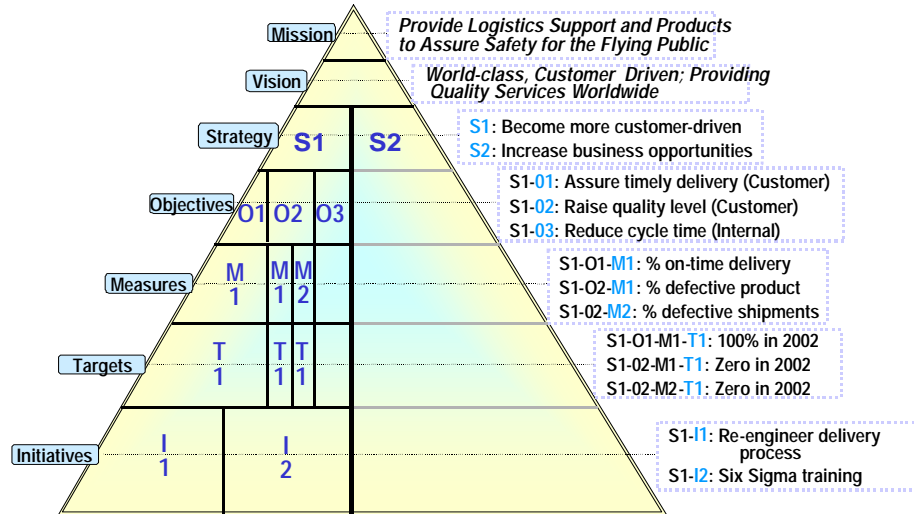 Mission
Provide Logistics Support and Products
to Assure Safety for the Flying Public
Vision
World-class, Customer Driven; Providing
Quality Services Worldwide
Strategy
S1
S2
S1: Become more customer-driven
S2: Increase business opportunities
Objectives
O1
O2
O3
S1-01: Assure timely delivery (Customer)
S1-02: Raise quality level (Customer)
S1-03: Reduce cycle time (Internal)
Measures
M
1
M
1
M
2
S1-O1-M1: % on-time delivery
S1-O2-M1: % defective product
S1-02-M2: % defective shipments
Targets
T
1
T
1
T
1
S1-O1-M1-T1: 100% in 2002
S1-02-M1-T1: Zero in 2002
S1-02-M2-T1: Zero in 2002
Initiatives
I
1
I
2
S1-I1: Re-engineer delivery
process
S1-I2: Six Sigma training